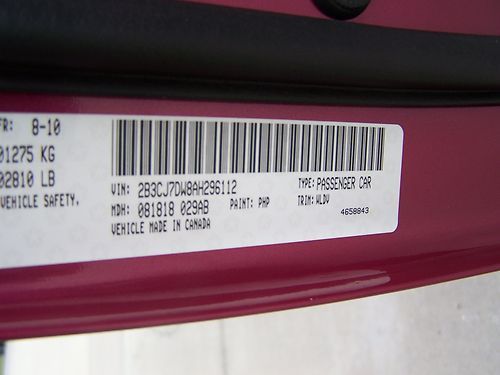 FR: 8-10
01275 KG
02810 LB
VEHICLE SAFETY.
VIN: 2B3CJ7DW8AH296112
TYPE: PASSENGER CAR
MDH: 081818 029AB
PAINT: PHP
TRIM: WLDV
4658843
VEHICLE MADE IN CANADA